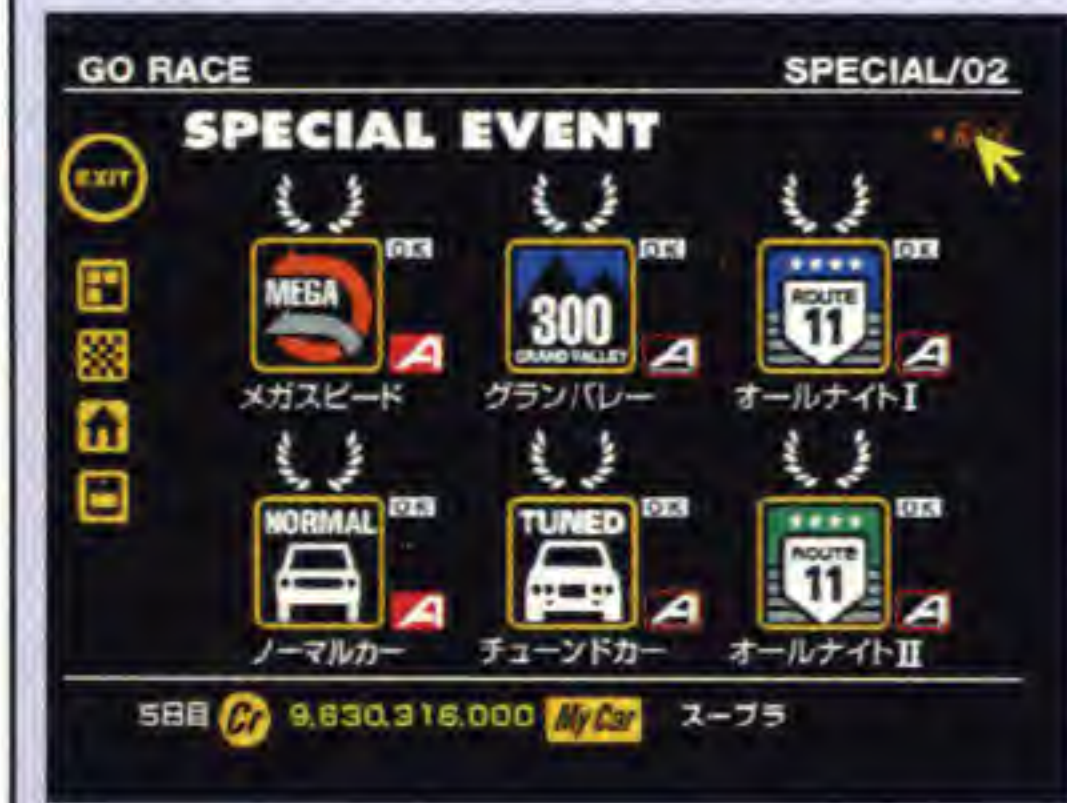 GO RACE SPECIAL/02
SPECIAL EVENT
EXIT
OK OK OK
MEGA 300 GRAND VALLEY ROUTE 11
A A A
メガスピード グランバレー オールナイトI
OK OK OK
NORMAL TUNED ROUTE 11
A A A
ノーマルカー チューンドカー オールナイトII
5日目 Cr 9,630,316,000 My Car スープラ